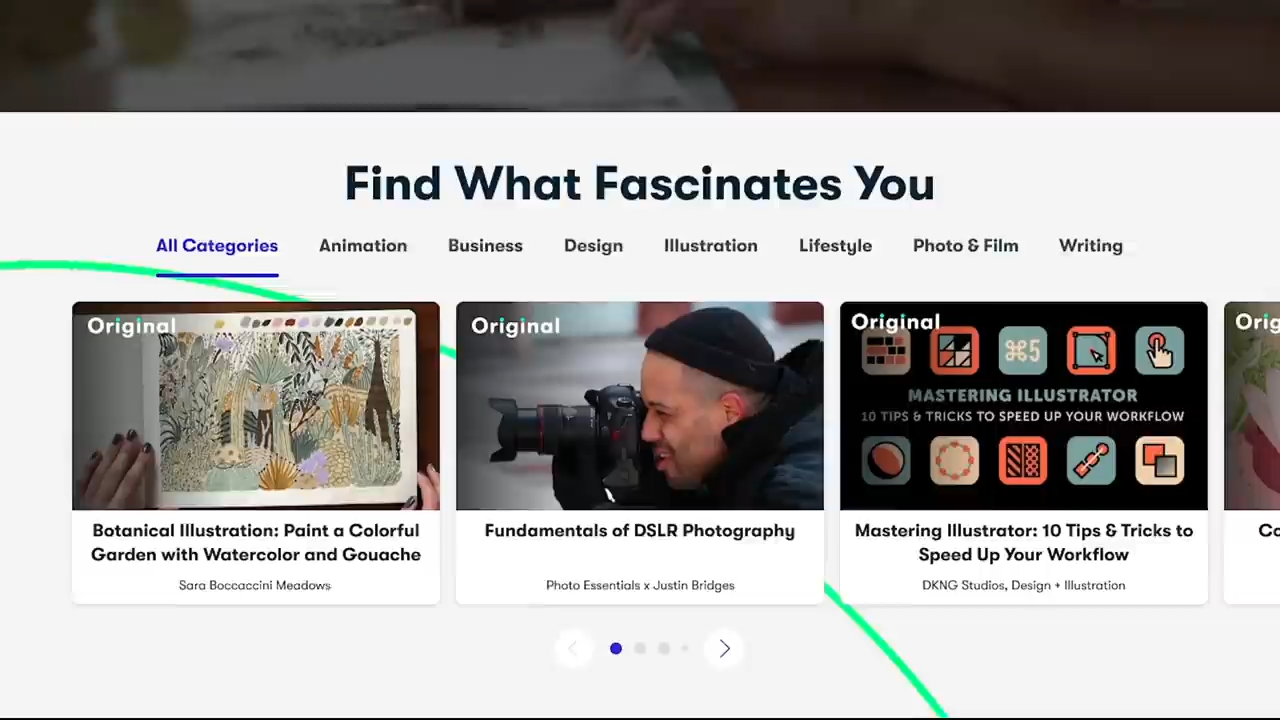 Find What Fascinates You
All Categories Animation Business Design Illustration Lifestyle Photo & Film Writing
Original
Botanical Illustration: Paint a Colorful
Garden with Watercolor and Gouache
Sara Boccaccini Meadows
Original
Fundamentals of DSLR Photography
Photo Essentials x Justin Bridges
Original
⌘5
MASTERING ILLUSTRATOR
10 TIPS & TRICKS TO SPEED UP YOUR WORKFLOW
Mastering Illustrator: 10 Tips & Tricks to
Speed Up Your Workflow
DKNG Studios, Design + Illustration